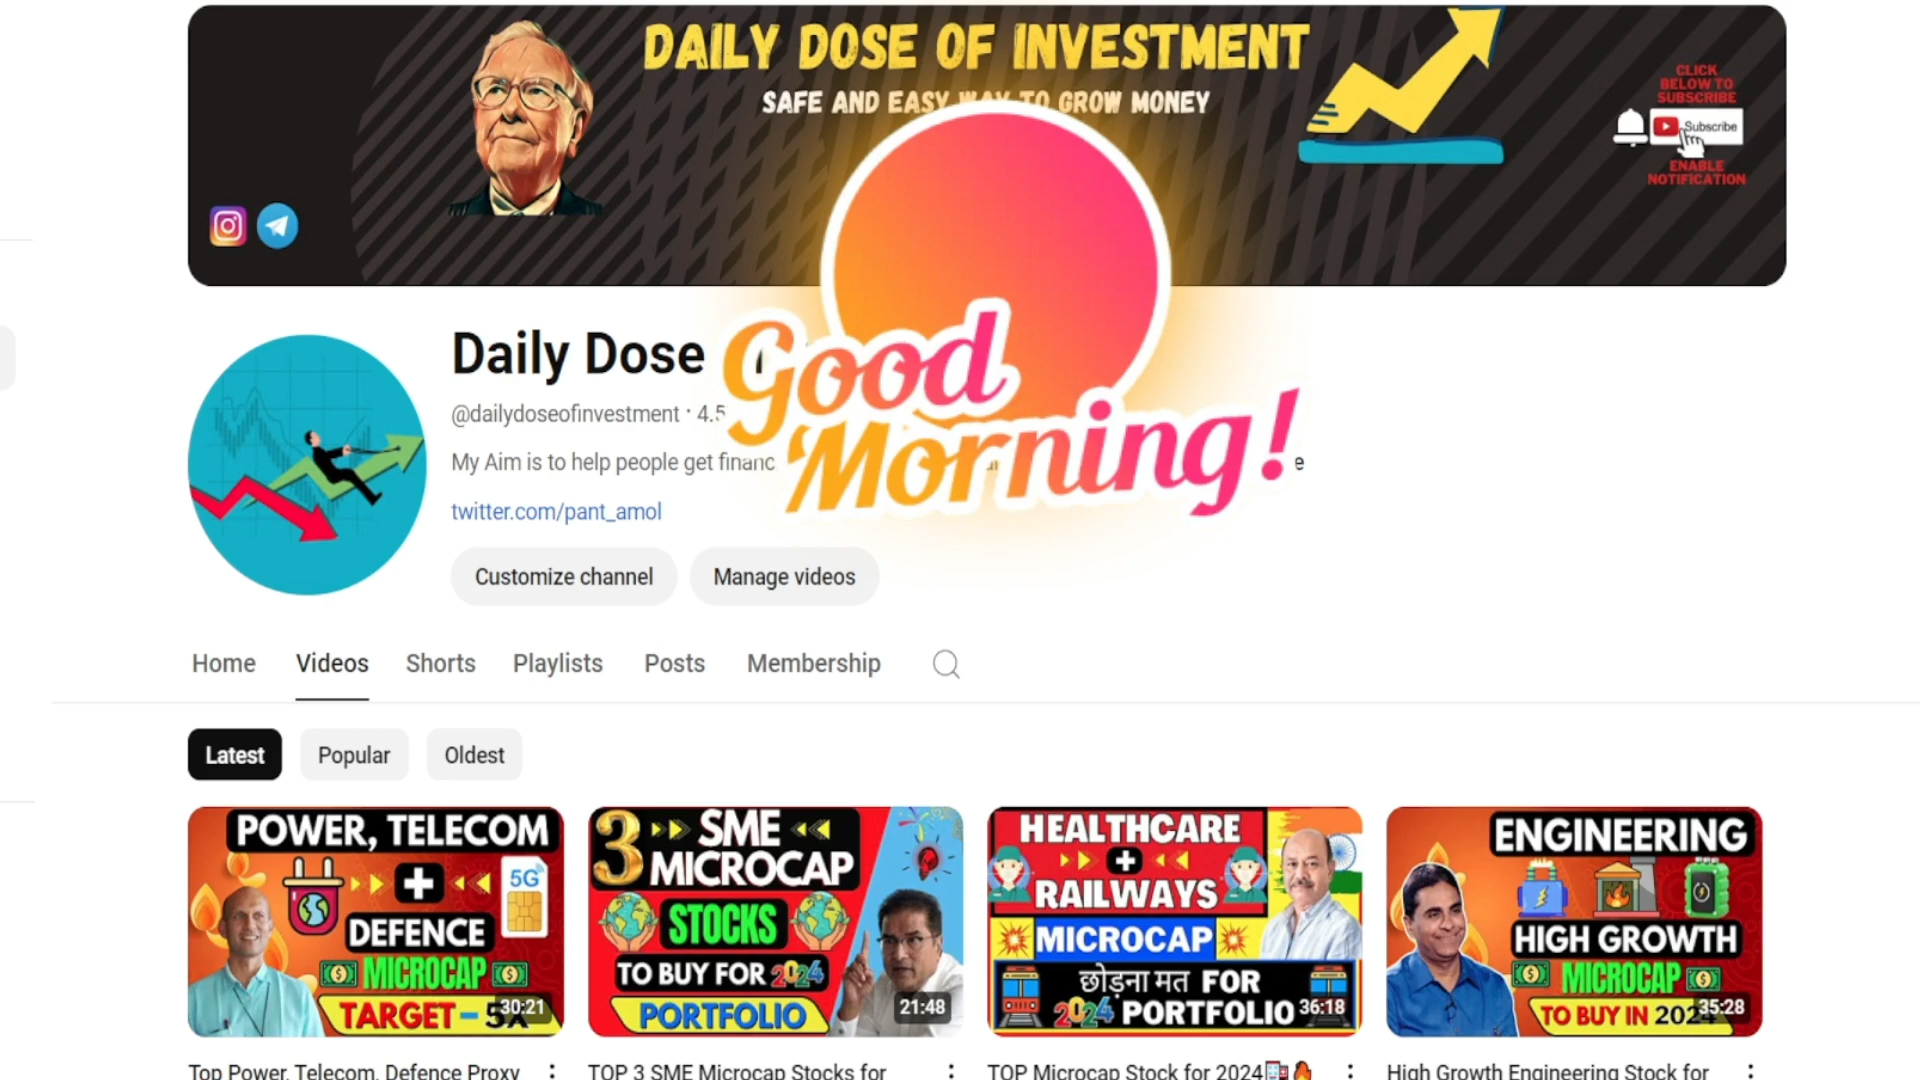 DAILY DOSE OF INVESTMENT
SAFE AND EASY WAY TO GROW MONEY
CLICK
BELOW TO
SUBSCRIBE
Subscribe
ENABLE
NOTIFICATION
Good
Morning!
Daily Dose
@dailydoseofinvestment · 4.5
My Aim is to help people get financ
twitter.com/pant_amol
Customize channel
Manage videos
Home
Videos
Shorts
Playlists
Posts
Membership
Latest
Popular
Oldest
POWER, TELECOM
+
5G
DEFENCE
MICROCAP
TARGET - 5X
30:21
3 SME
MICROCAP
STOCKS
TO BUY FOR 2024
PORTFOLIO
21:48
HEALTHCARE
+
RAILWAYS
MICROCAP
छोड़ना मत FOR
2024 PORTFOLIO
36:18
ENGINEERING
HIGH GROWTH
MICROCAP
TO BUY IN 2024
35:28
Top Power, Telecom, Defence Proxy
TOP 3 SME Microcap Stocks for
TOP Microcap Stock for 2024🏥🔥
High Growth Engineering Stock for